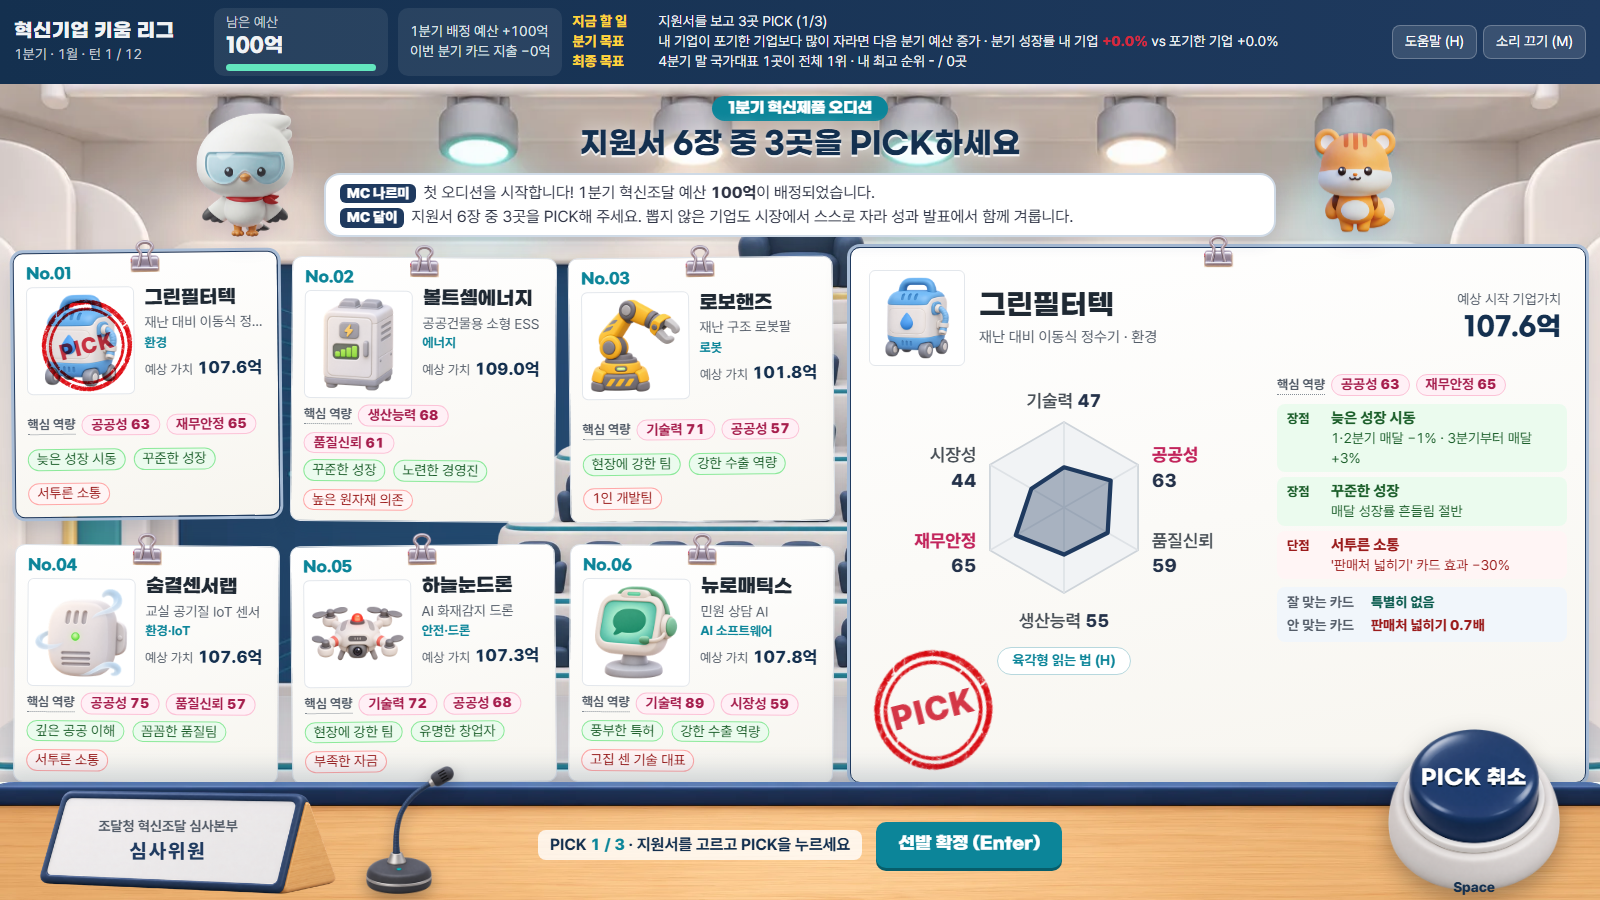 혁신기업 키움 리그
1분기 · 1월 · 턴 1 / 12
남은 예산
100억
1분기 배정 예산 +100억
이번 분기 카드 지출 −0억
지금 할 일 지원서를 보고 3곳 PICK (1/3)
분기 목표 내 기업이 포기한 기업보다 많이 자라면 다음 분기 예산 증가 · 분기 성장률 내 기업 +0.0% vs 포기한 기업 +0.0%
최종 목표 4분기 말 국가대표 1곳이 전체 1위 · 내 최고 순위 - / 0곳
도움말 (H)
소리 끄기 (M)
1분기 혁신제품 오디션
지원서 6장 중 3곳을 PICK하세요
MC 나르미 첫 오디션을 시작합니다! 1분기 혁신조달 예산 100억이 배정되었습니다.
MC 달이 지원서 6장 중 3곳을 PICK해 주세요. 뽑지 않은 기업도 시장에서 스스로 자라 성과 발표에서 함께 겨룹니다.
No.01
그린필터텍
재난 대비 이동식 정...
환경
예상 가치 107.6억
PICK
핵심 역량 공공성 63 재무안정 65
늦은 성장 시동 꾸준한 성장
서투른 소통
No.02
볼트셀에너지
공공건물용 소형 ESS
에너지
예상 가치 109.0억
핵심 역량 생산능력 68
품질신뢰 61
꾸준한 성장 노련한 경영진
높은 원자재 의존
No.03
로보핸즈
재난 구조 로봇팔
로봇
예상 가치 101.8억
핵심 역량 기술력 71 공공성 57
현장에 강한 팀 강한 수출 역량
1인 개발팀
No.04
숨결센서랩
교실 공기질 IoT 센서
환경·IoT
예상 가치 107.6억
핵심 역량 공공성 75 품질신뢰 57
깊은 공공 이해 꼼꼼한 품질팀
서투른 소통
No.05
하늘눈드론
AI 화재감지 드론
안전·드론
예상 가치 107.3억
핵심 역량 기술력 72 공공성 68
현장에 강한 팀 유명한 창업자
부족한 자금
No.06
뉴로매틱스
민원 상담 AI
AI 소프트웨어
예상 가치 107.8억
핵심 역량 기술력 89 시장성 59
풍부한 특허 강한 수출 역량
고집 센 기술 대표
그린필터텍
재난 대비 이동식 정수기 · 환경
예상 시작 기업가치
107.6억
기술력 47
공공성
63
품질신뢰
59
생산능력 55
재무안정
65
시장성
44
육각형 읽는 법 (H)
PICK
핵심 역량 공공성 63 재무안정 65
장점 늦은 성장 시동
1·2분기 매달 −1% · 3분기부터 매달
+3%
장점 꾸준한 성장
매달 성장률 흔들림 절반
단점 서투른 소통
'판매처 넓히기' 카드 효과 −30%
잘 맞는 카드 특별히 없음
안 맞는 카드 판매처 넓히기 0.7배
조달청 혁신조달 심사본부
심사위원
PICK 1 / 3 · 지원서를 고르고 PICK을 누르세요
선발 확정 (Enter)
PICK 취소
Space